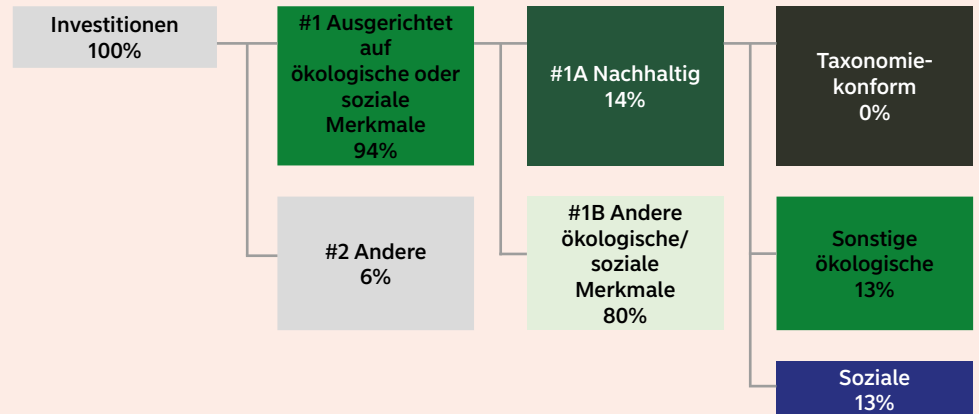 Investitionen
100%
#1 Ausgerichtet
auf
ökologische oder
soziale
Merkmale
94%
#1A Nachhaltig
14%
Taxonomie-
konform
0%
#2 Andere
6%
#1B Andere
ökologische/
soziale
Merkmale
80%
Sonstige
ökologische
13%
Soziale
13%